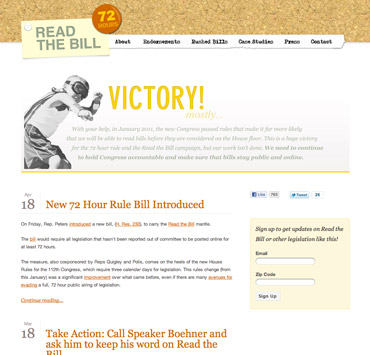 READ
THE BILL
72
HOURS
About Endorsements Rushed Bills Case Studies Press Contact
VICTORY!
mostly...
With your help, in January 2011, the new Congress passed rules that make it far more likely
that we will be able to read bills before they are considered on the House floor. This is a huge victory
for the 72 hour rule and the Read the Bill campaign, but our work isn't done. We need to continue
to hold Congress accountable and make sure that bills stay public and online.
Apr
18
New 72 Hour Rule Bill Introduced
On Friday, Rep. Peters introduced a new bill, (H. Res. 230), to carry the Read the Bill mantle.
The bill would require all legislation that hasn't been reported out of committee to be posted online for
at least 72 hours.
The measure, also cosponsored by Reps Quigley and Polis, comes on the heels of the new House
Rules for the 112th Congress, which require three calendar days for legislation. This rules change (from
this January) was a significant improvement over what came before, even if there are many avenues for
evading a full, 72 hour public airing of legislation.
Continue reading...
Mar
18
Take Action: Call Speaker Boehner and
ask him to keep his word on Read the
Bill
Like 763 Tweet 26
Sign up to get updates on Read the
Bill or other legislation like this!
Email
Zip Code
Sign Up